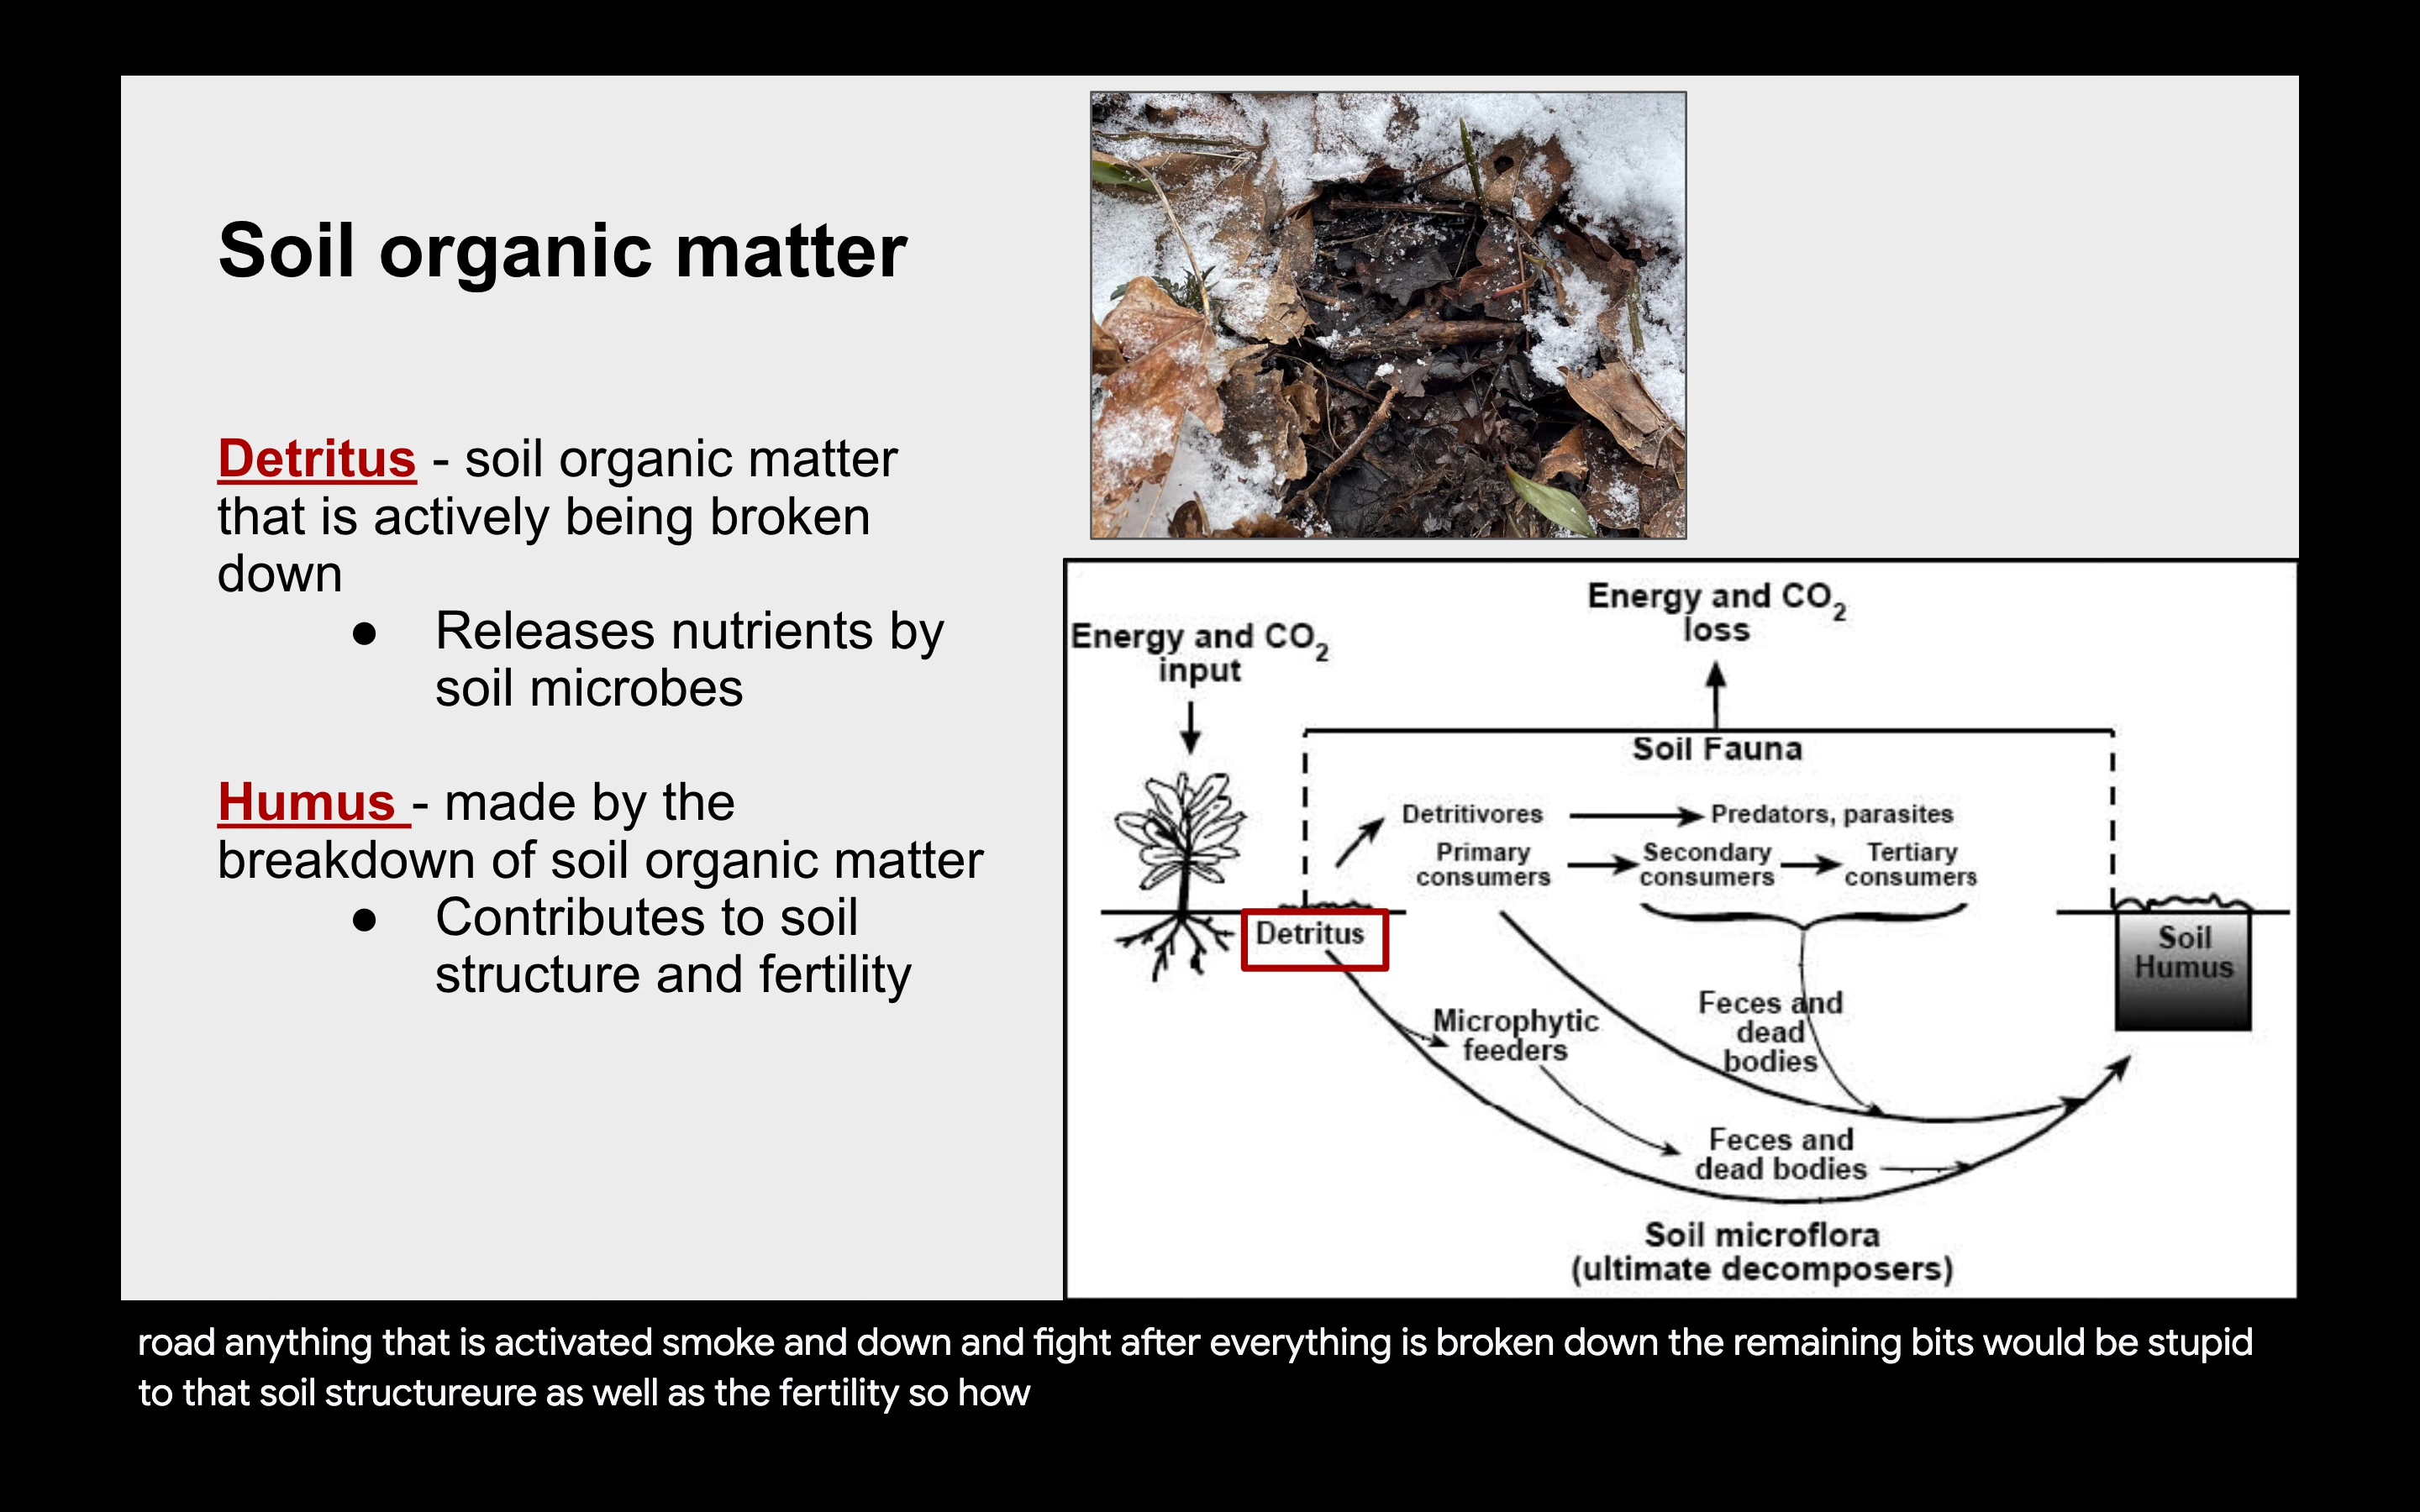 Soil organic matter
Detritus - soil organic matter
that is actively being broken
down
● Releases nutrients by
soil microbes
Humus - made by the
breakdown of soil organic matter
● Contributes to soil
structure and fertility
Energy and CO2
input
Energy and CO2
loss
Soil Fauna
Detritivores
Predators, parasites
Primary
consumers
Secondary
consumers
Tertiary
consumers
Detritus
Soil
Humus
Microphytic
feeders
Feces and
dead
bodies
Feces and
dead bodies
Soil microflora
(ultimate decomposers)
road anything that is activated smoke and down and fight after everything is broken down the remaining bits would be stupid
to that soil structureure as well as the fertility so how